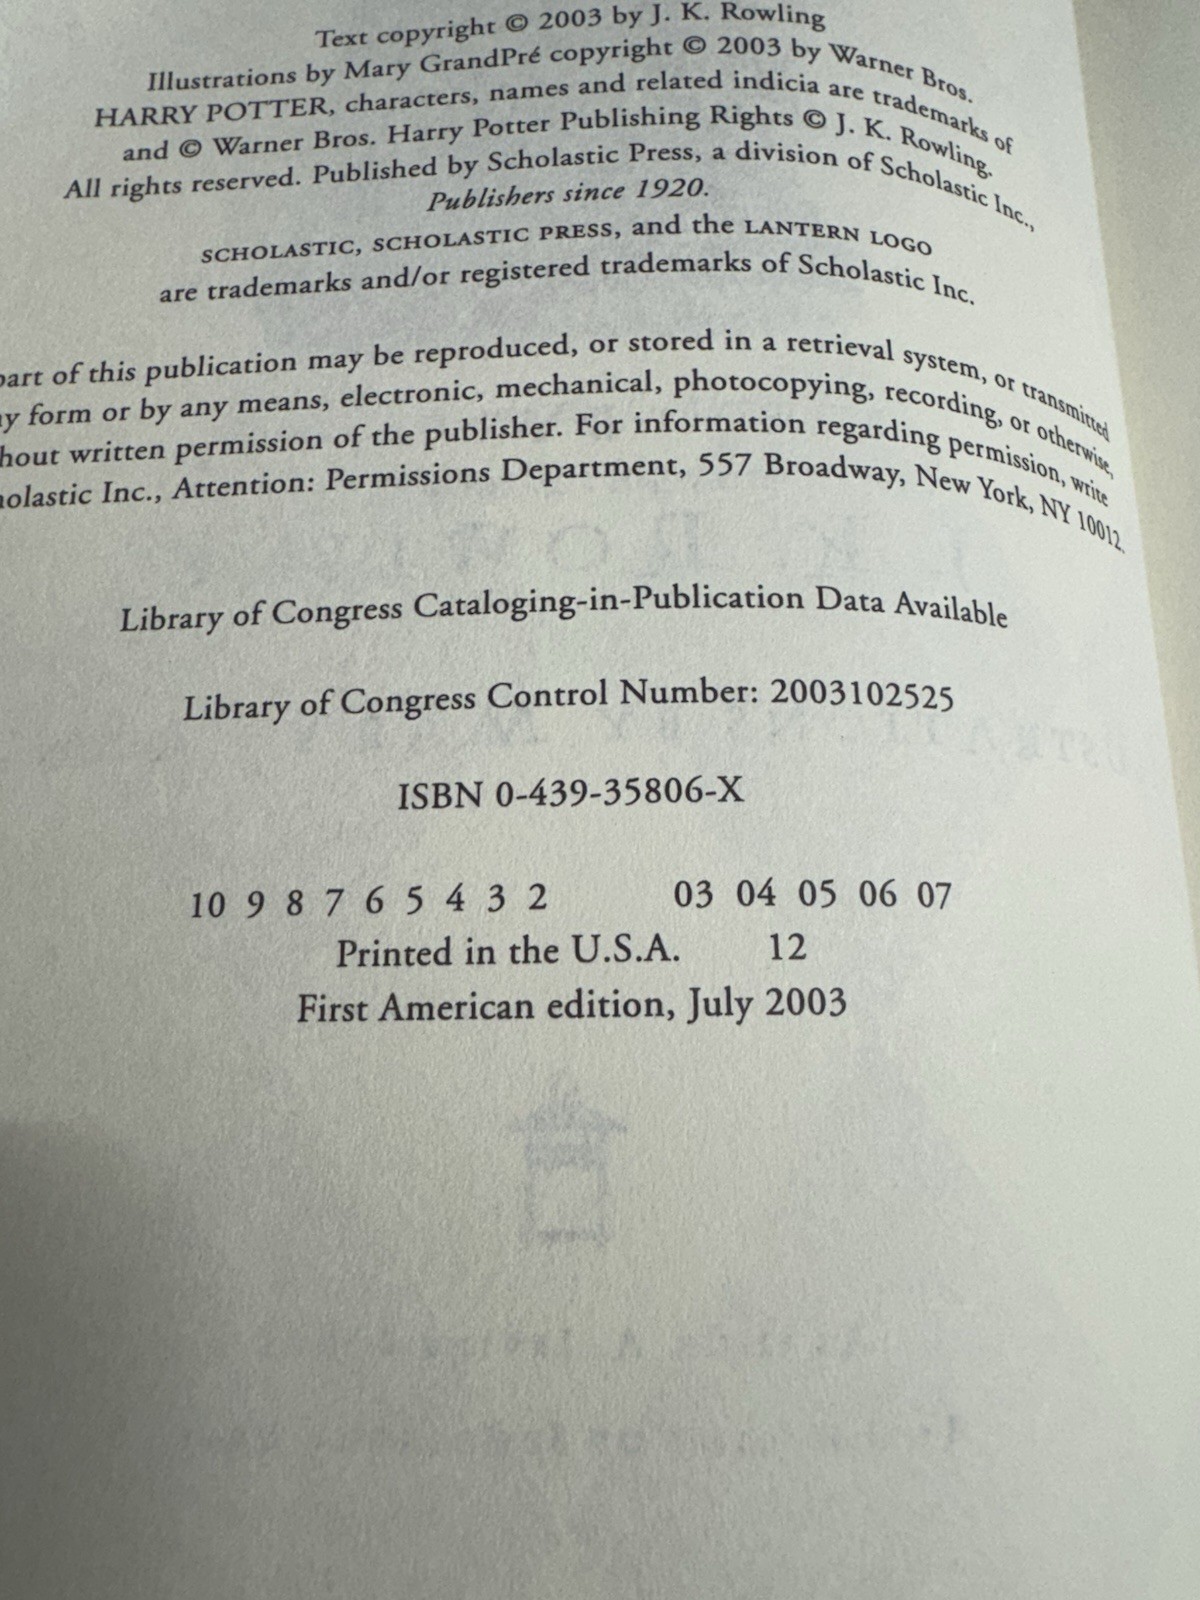 Text copyright © 2003 by J. K. Rowling
Illustrations by Mary GrandPré copyright © 2003 by Warner Bros.
HARRY POTTER, characters, names and related indicia are trademarks of
and © Warner Bros. Harry Potter Publishing Rights © J. K. Rowling.
All rights reserved. Published by Scholastic Press, a division of Scholastic Inc.,
Publishers since 1920.
SCHOLASTIC, SCHOLASTIC PRESS, and the LANTERN LOGO
are trademarks and/or registered trademarks of Scholastic Inc.
part of this publication may be reproduced, or stored in a retrieval system, or transmitted
form or by any means, electronic, mechanical, photocopying, recording, or otherwise,
written permission of the publisher. For information regarding permission, write
Inc., Attention: Permissions Department, 557 Broadway, New York, NY 10012.
Library of Congress Cataloging-in-Publication Data Available
Library of Congress Control Number: 2003102525
ISBN 0-439-35806-X
10 9 8 7 6 5 4 3 2 03 04 05 06 07
Printed in the U.S.A. 12
First American edition, July 2003